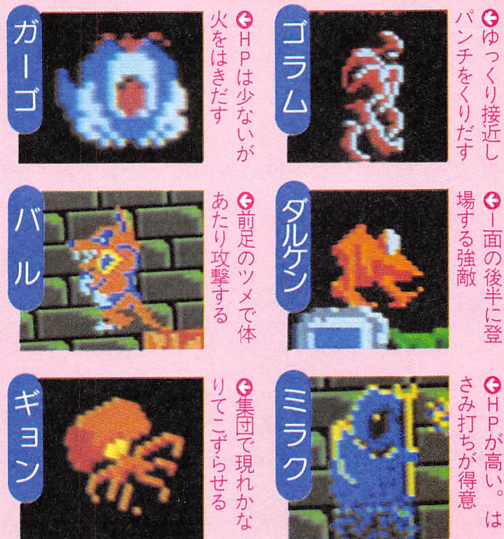 ゴラム
ゆっくり接近し
パンチをくりだす
ガーゴ
HPは少ないが
火をはきだす
ダルケン
一面の後半に登
場する強敵
バル
前足のツメで体
あたり攻撃する
ミラク
HPが高い。は
さみ打ちが得意
ギョン
集団で現れかな
りてこずらせる